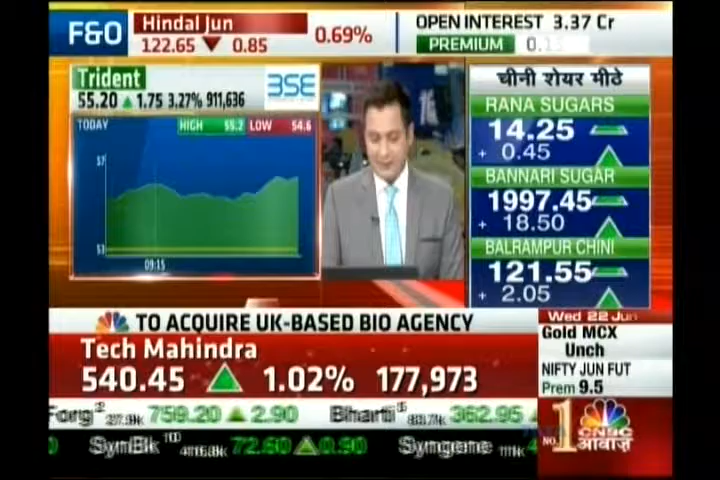 F&O
Hindal Jun
122.65 ▼ 0.85
0.69%
OPEN INTEREST 3.37 Cr
PREMIUM
Trident
55.20 ▲ 1.75 3.27% 911,636
BSE
TODAY
HIGH 55.2 LOW 54.6
57
53
09:15
चीनी शेयर मीठे
RANA SUGARS
14.25
+ 0.45
BANNARI SUGAR
1997.45
+ 18.50
BALRAMPUR CHINI
121.55
+ 2.05
TO ACQUIRE UK-BASED BIO AGENCY
Tech Mahindra
540.45 ▲ 1.02% 177,973
Wed 22 Jun
Gold MCX
Unch
NIFTY JUN FUT
Prem 9.5
759.20 ▲ 2.90 Bharti 362.95
SynBk 72.60 ▲ 0.90 Syngene
NO. 1
CNBC
आवाज़